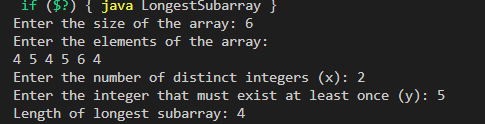 if ($?) { java LongestSubarray }
Enter the size of the array: 6
Enter the elements of the array:
4 5 4 5 6 4
Enter the number of distinct integers (x): 2
Enter the integer that must exist at least once (y): 5
Length of longest subarray: 4